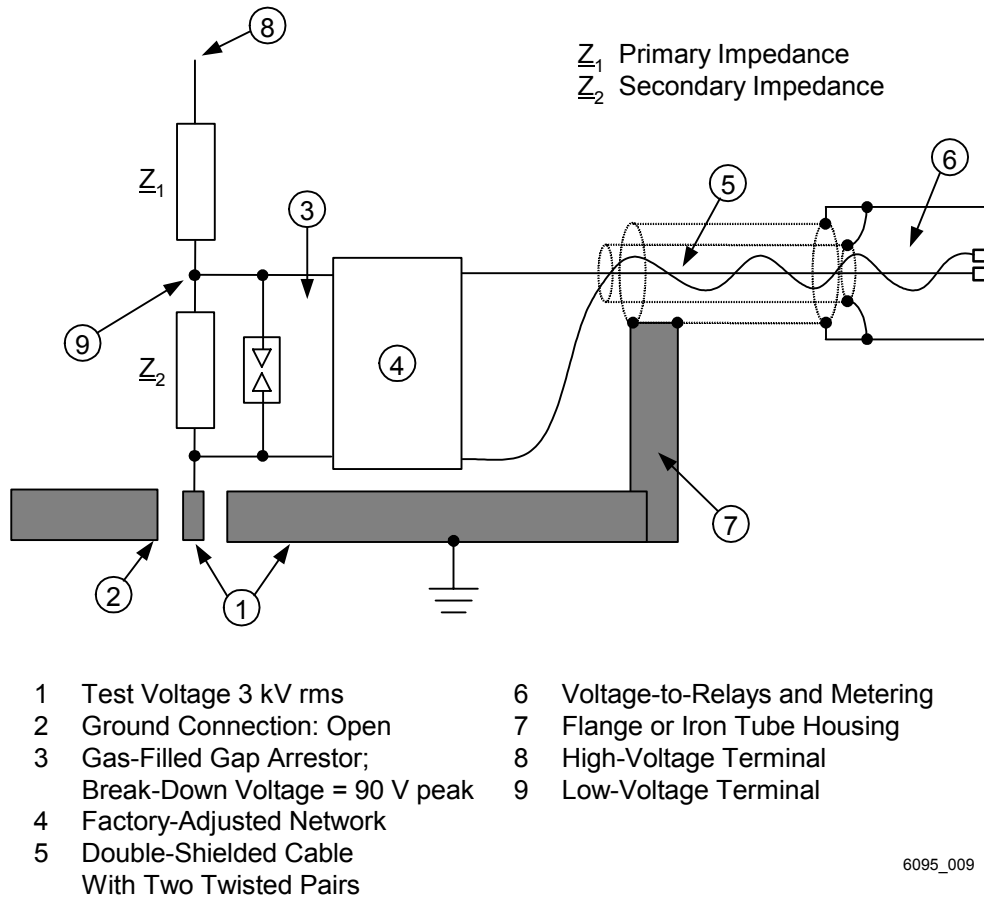 8
Z1 Primary Impedance
Z2 Secondary Impedance
6
5
Z1
3
9
4
Z2
7
2
1
1 Test Voltage 3 kV rms
2 Ground Connection: Open
3 Gas-Filled Gap Arrestor;
Break-Down Voltage = 90 V peak
4 Factory-Adjusted Network
5 Double-Shielded Cable
With Two Twisted Pairs
6 Voltage-to-Relays and Metering
7 Flange or Iron Tube Housing
8 High-Voltage Terminal
9 Low-Voltage Terminal
6095_009